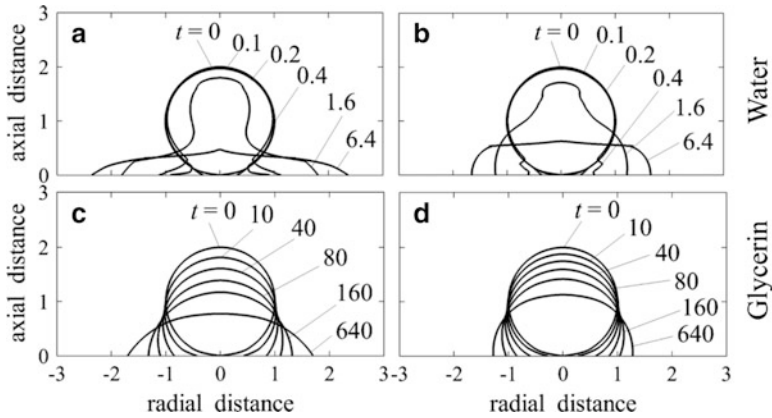 a
t = 0
0.1
0.2
0.4
1.6
6.4
b
t = 0
0.1
0.2
0.4
1.6
6.4
Water
axial distance
3
2
1
0
c
t = 0
10
40
80
160
640
d
t = 0
10
40
80
160
640
Glycerin
axial distance
3
2
1
0
-3 -2 -1 0 1 2 3
-3 -2 -1 0 1 2 3
radial distance
radial distance